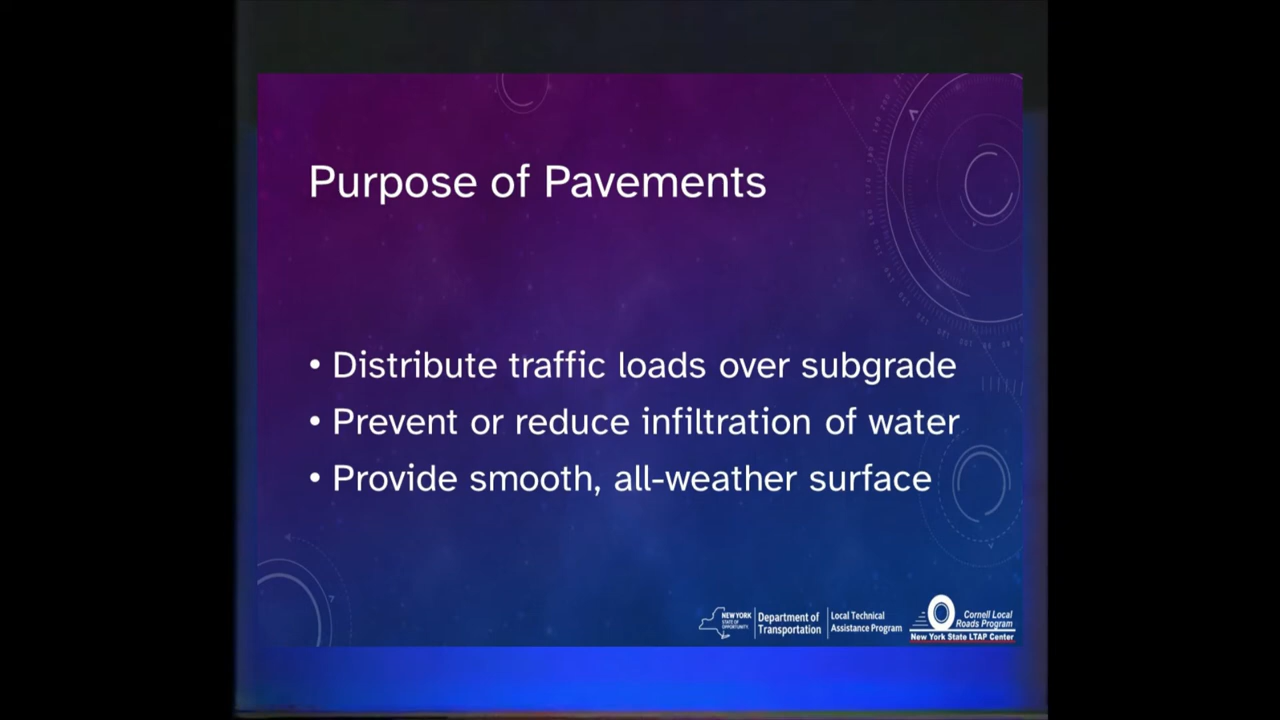 Purpose of Pavements
• Distribute traffic loads over subgrade
• Prevent or reduce infiltration of water
• Provide smooth, all-weather surface
NEW YORK
STATE OF
OPPORTUNITY.
Department of
Transportation
Local Technical
Assistance Program
Cornell Local
Roads Program
New York State LTAP Center